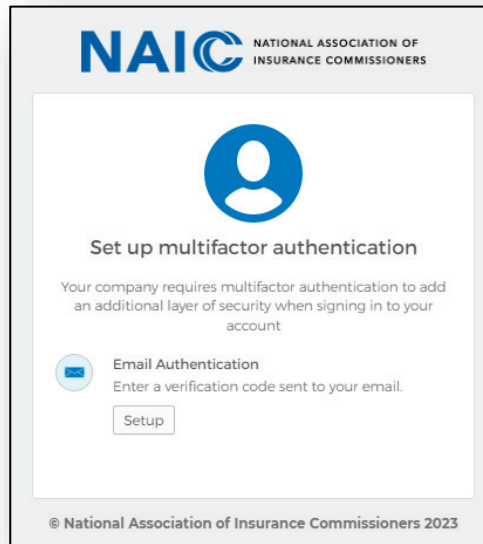 NAIC NATIONAL ASSOCIATION OF
INSURANCE COMMISSIONERS
Set up multifactor authentication
Your company requires multifactor authentication to add
an additional layer of security when signing in to your
account
Email Authentication
Enter a verification code sent to your email.
Setup
© National Association of Insurance Commissioners 2023